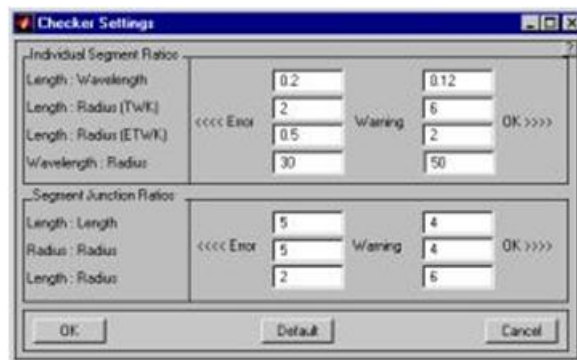 Checker Settings
?
Individual Segment Ratios
Length : Wavelength 0.2 0.12
Length : Radius (TWK) 2 6
<<<< Error Warning OK >>>>
Length : Radius (ETWK) 0.5 2
Wavelength : Radius 30 50
Segment Junction Ratios
Length : Length 5 4
Radius : Radius <<<< Error 5 Warning 4 OK >>>>
Length : Radius 2 6
OK Default Cancel